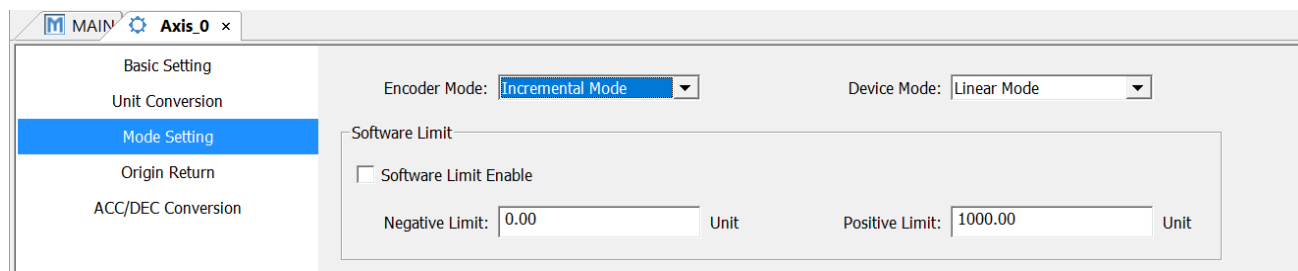 MAIN Axis_0 ×
Basic Setting
Unit Conversion
Mode Setting
Origin Return
ACC/DEC Conversion
Encoder Mode: Incremental Mode Device Mode: Linear Mode
Software Limit
Software Limit Enable
Negative Limit: 0.00 Unit Positive Limit: 1000.00 Unit